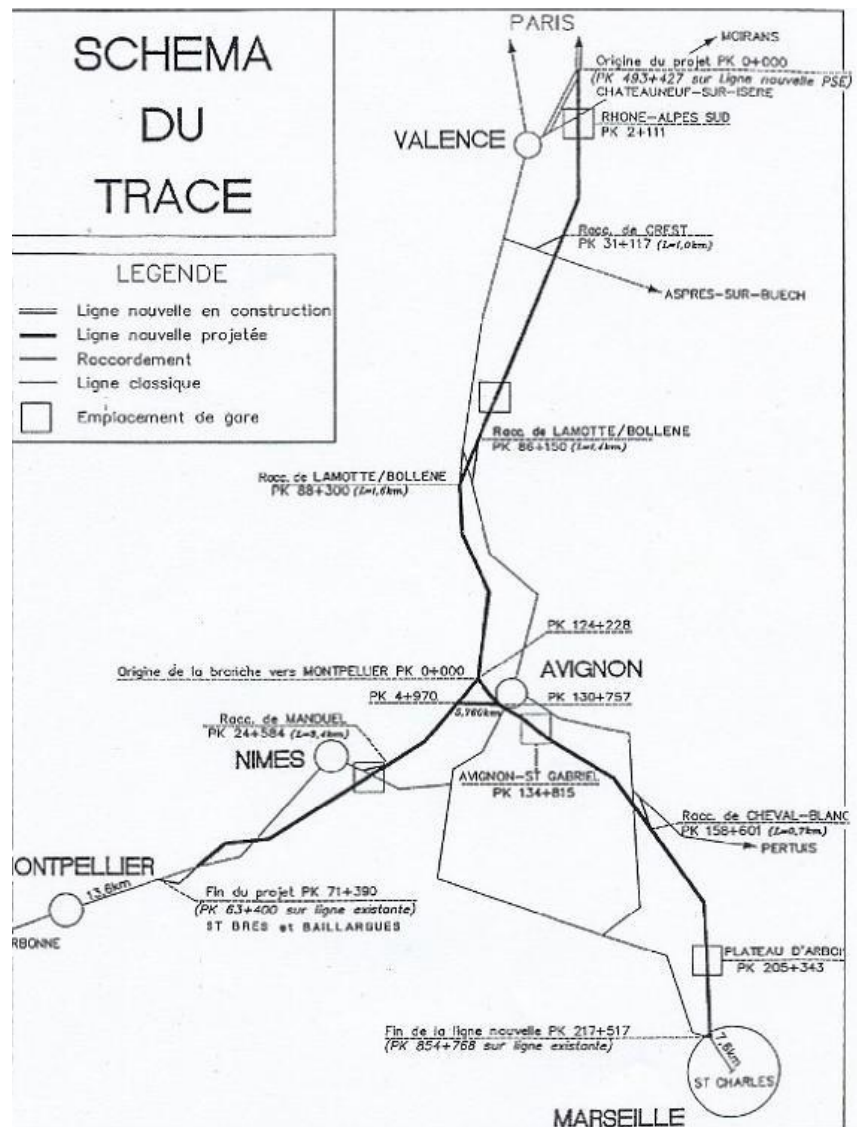 SCHEMA
DU
TRACE
LEGENDE
Ligne nouvelle en construction
Ligne nouvelle projetée
Raccordement
Ligne classique
Emplacement de gare
PARIS
MOIRANS
Origine du projet PK 0+000
(PK 493+427 sur Ligne nouvelle PSE)
CHATEAUNEUF-SUR-ISERE
VALENCE
RHONE-ALPES SUD
PK 2+111
Racc. de CREST
PK 31+117 (L=1,0km)
ASPRES-SUR-BUECH
Racc. de LAMOTTE/BOLLENE
PK 86+150 (L=1,4km)
Racc. de LAMOTTE/BOLLENE
PK 88+300 (L=1,6km)
PK 124+228
Origine de la branche vers MONTPELLIER PK 0+000
AVIGNON
PK 4+970
PK 130+757
5,760km
Racc. de MANDUEL
PK 24+584
NIMES
AVIGNON-ST GABRIEL
PK 134+815
Racc. de CHEVAL-BLANC
PK 158+601 (L=0,7km)
PERTUIS
ONTPELLIER
13,6km
Fin du projet PK 71+390
(PK 63+400 sur ligne existante)
ST BRES et BAILLARGUES
ARBONNE
PLATEAU D'ARBOI
PK 205+343
Fin de la ligne nouvelle PK 217+517
(PK 854+768 sur ligne existante)
7,6km
ST CHARLES
MARSEILLE